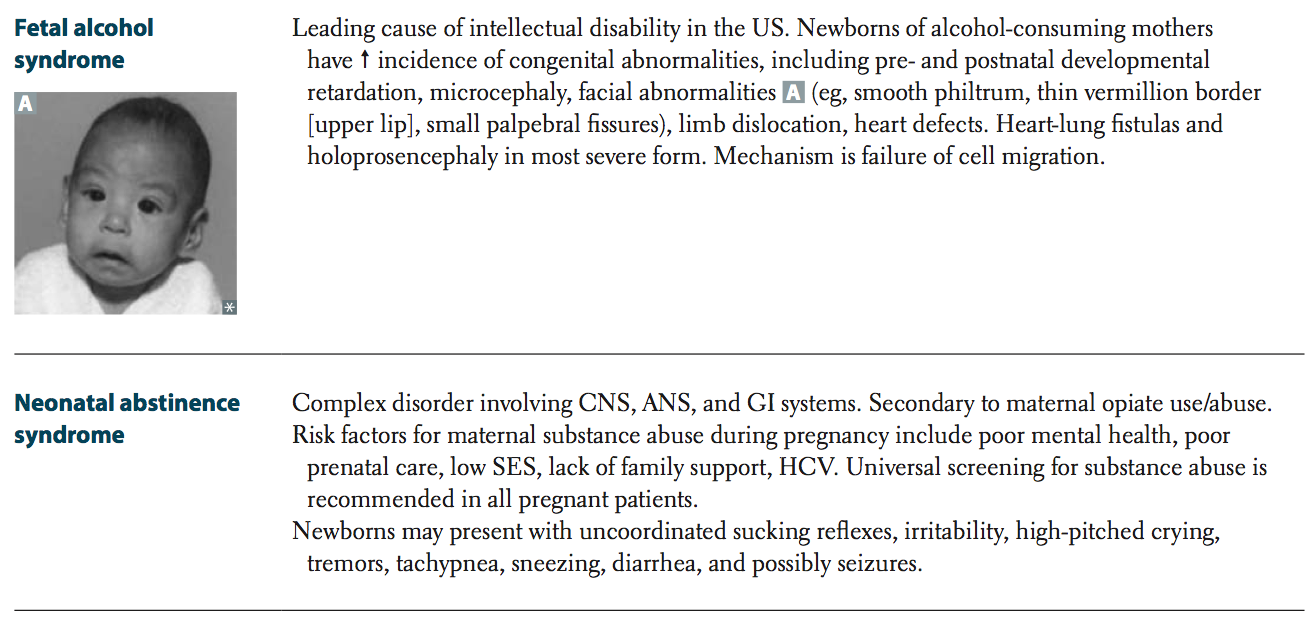 Fetal alcohol
syndrome
A
*
Leading cause of intellectual disability in the US. Newborns of alcohol-consuming mothers
have ↑ incidence of congenital abnormalities, including pre- and postnatal developmental
retardation, microcephaly, facial abnormalities A (eg, smooth philtrum, thin vermillion border
[upper lip], small palpebral fissures), limb dislocation, heart defects. Heart-lung fistulas and
holoprosencephaly in most severe form. Mechanism is failure of cell migration.
Neonatal abstinence
syndrome
Complex disorder involving CNS, ANS, and GI systems. Secondary to maternal opiate use/abuse.
Risk factors for maternal substance abuse during pregnancy include poor mental health, poor
prenatal care, low SES, lack of family support, HCV. Universal screening for substance abuse is
recommended in all pregnant patients.
Newborns may present with uncoordinated sucking reflexes, irritability, high-pitched crying,
tremors, tachypnea, sneezing, diarrhea, and possibly seizures.